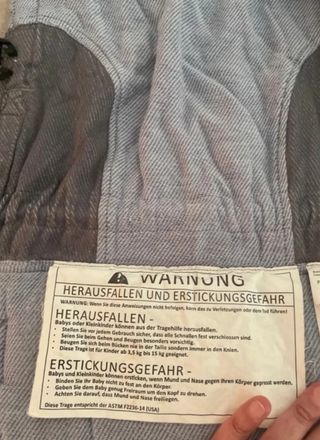 WARNUNG
HERAUSFALLEN UND ERSTICKUNGSGEFAHR
WARNUNG: Wenn Sie diese Anweisungen nicht befolgen, kann das zu Verletzungen oder den tod führen!
HERAUSFALLEN -
Babys oder Kleinkinder können aus der Tragehilfe herausfallen.
• Stellen Sie vor jedem Gebrauch sicher, dass alle Schnallen fest verschlossen sind.
• Seien Sie beim Gehen und Beugen besonders vorsichtig.
• Beugen Sie sich beim Bücken nie in der Taille sondern immer in den Knien.
• Diese Trage ist für Kinder ab 3,5 kg bis 15 kg geeignet.
ERSTICKUNGSGEFAHR -
Babys und Kleinkinder können ersticken, wenn Mund und Nase gegen Ihren Körper gepresst werden.
• Binden Sie Ihr Baby nicht zu fest an den Körper.
• Geben Sie dem Baby genug Freiraum um den Kopf zu drehen.
• Achten Sie darauf, dass Mund und Nase freiliegen.
Diese Trage entspricht der ASTM F2236-14 (USA)